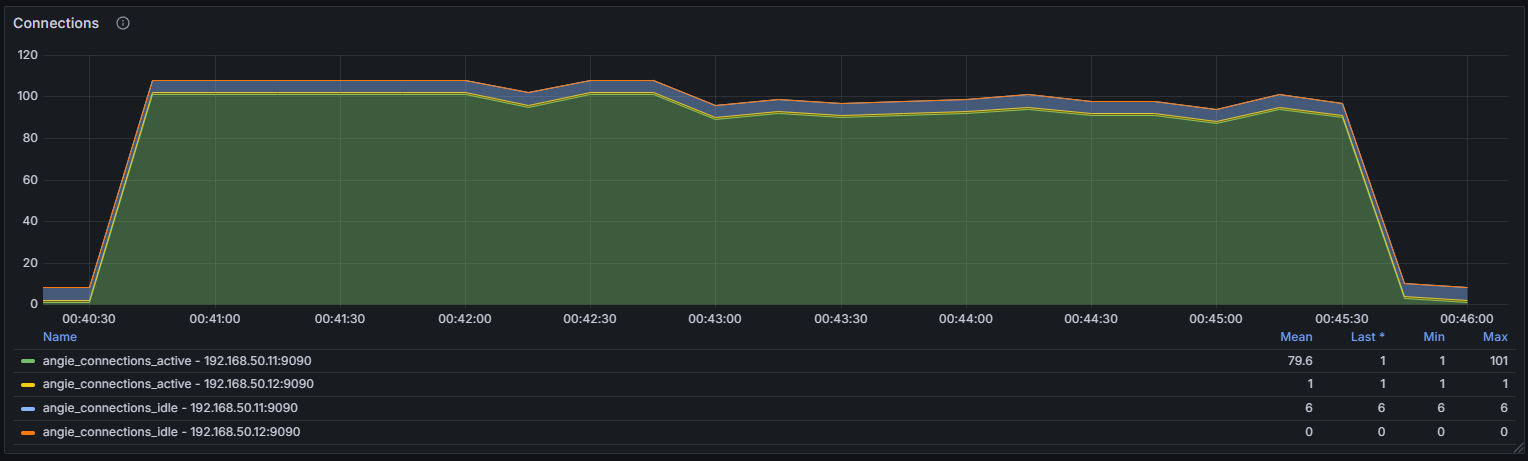 Connections
120
100
80
60
40
20
0
00:40:30 00:41:00 00:41:30 00:42:00 00:42:30 00:43:00 00:43:30 00:44:00 00:44:30 00:45:00 00:45:30 00:46:00
Name Mean Last * Min Max
angie_connections_active - 192.168.50.11:9090 79.6 1 1 101
angie_connections_active - 192.168.50.12:9090 1 1 1 1
angie_connections_idle - 192.168.50.11:9090 6 6 6 6
angie_connections_idle - 192.168.50.12:9090 0 0 0 0